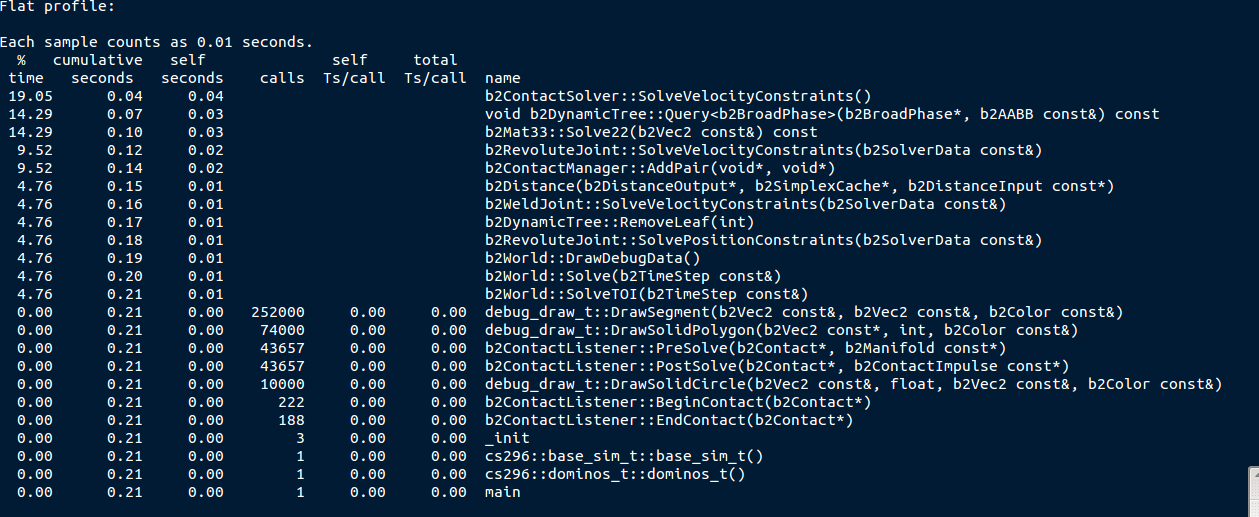 Flat profile:
Each sample counts as 0.01 seconds.
% cumulative self self total
time seconds seconds calls Ts/call Ts/call name
19.05 0.04 0.04 b2ContactSolver::SolveVelocityConstraints()
14.29 0.07 0.03 void b2DynamicTree::Query<b2BroadPhase>(b2BroadPhase*, b2AABB const&) const
14.29 0.10 0.03 b2Mat33::Solve22(b2Vec2 const&) const
9.52 0.12 0.02 b2RevoluteJoint::SolveVelocityConstraints(b2SolverData const&)
9.52 0.14 0.02 b2ContactManager::AddPair(void*, void*)
4.76 0.15 0.01 b2Distance(b2DistanceOutput*, b2SimplexCache*, b2DistanceInput const*)
4.76 0.16 0.01 b2WeldJoint::SolveVelocityConstraints(b2SolverData const&)
4.76 0.17 0.01 b2DynamicTree::RemoveLeaf(int)
4.76 0.18 0.01 b2RevoluteJoint::SolvePositionConstraints(b2SolverData const&)
4.76 0.19 0.01 b2World::DrawDebugData()
4.76 0.20 0.01 b2World::Solve(b2TimeStep const&)
4.76 0.21 0.01 b2World::SolveTOI(b2TimeStep const&)
0.00 0.21 0.00 252000 0.00 0.00 debug_draw_t::DrawSegment(b2Vec2 const&, b2Vec2 const&, b2Color const&)
0.00 0.21 0.00 74000 0.00 0.00 debug_draw_t::DrawSolidPolygon(b2Vec2 const*, int, b2Color const&)
0.00 0.21 0.00 43657 0.00 0.00 b2ContactListener::PreSolve(b2Contact*, b2Manifold const*)
0.00 0.21 0.00 43657 0.00 0.00 b2ContactListener::PostSolve(b2Contact*, b2ContactImpulse const*)
0.00 0.21 0.00 10000 0.00 0.00 debug_draw_t::DrawSolidCircle(b2Vec2 const&, float, b2Vec2 const&, b2Color const&)
0.00 0.21 0.00 222 0.00 0.00 b2ContactListener::BeginContact(b2Contact*)
0.00 0.21 0.00 188 0.00 0.00 b2ContactListener::EndContact(b2Contact*)
0.00 0.21 0.00 3 0.00 0.00 _init
0.00 0.21 0.00 1 0.00 0.00 cs296::base_sim_t::base_sim_t()
0.00 0.21 0.00 1 0.00 0.00 cs296::dominos_t::dominos_t()
0.00 0.21 0.00 1 0.00 0.00 main